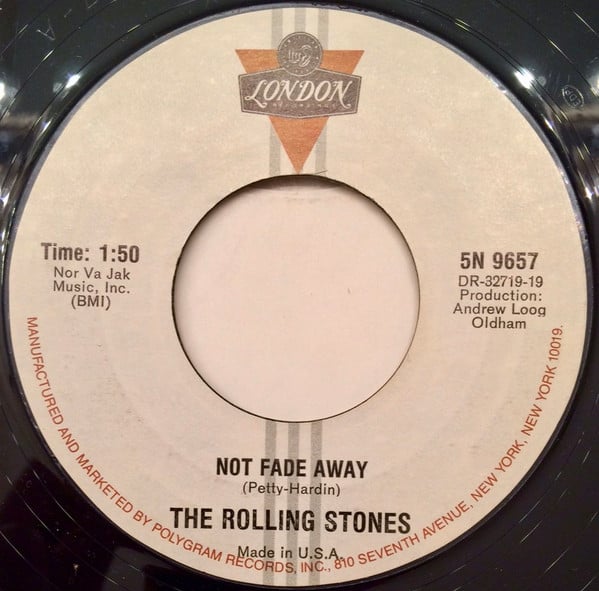 LONDON
RECORDINGS
Time: 1:50
Nor Va Jak
Music, Inc.
(BMI)
5N 9657
DR-32719-19
Production:
Andrew Loog
Oldham
NOT FADE AWAY
(Petty-Hardin)
THE ROLLING STONES
Made in U.S.A.
MANUFACTURED AND MARKETED BY POLYGRAM RECORDS, INC., 810 SEVENTH AVENUE, NEW YORK, NEW YORK 10019.